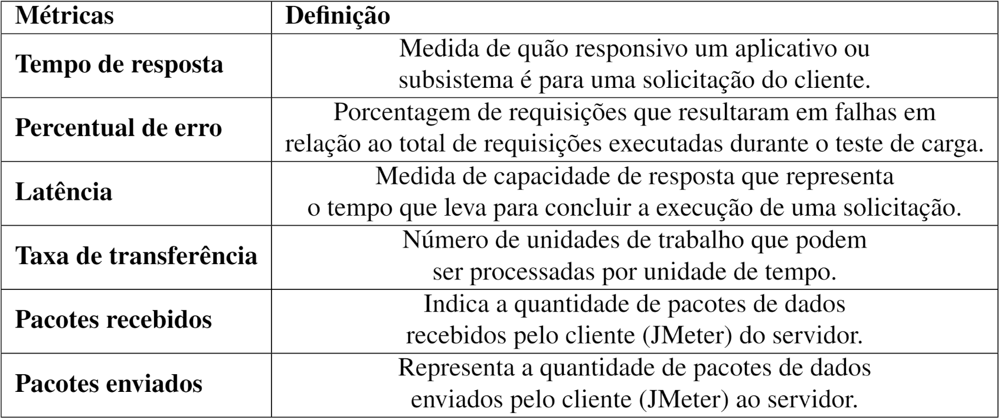 Métricas Definição
Tempo de resposta
Medida de quão responsivo um aplicativo ou
subsistema é para uma solicitação do cliente.
Percentual de erro
Porcentagem de requisições que resultaram em falhas em
relação ao total de requisições executadas durante o teste de carga.
Latência
Medida de capacidade de resposta que representa
o tempo que leva para concluir a execução de uma solicitação.
Taxa de transferência
Número de unidades de trabalho que podem
ser processadas por unidade de tempo.
Pacotes recebidos
Indica a quantidade de pacotes de dados
recebidos pelo cliente (JMeter) do servidor.
Pacotes enviados
Representa a quantidade de pacotes de dados
enviados pelo cliente (JMeter) ao servidor.